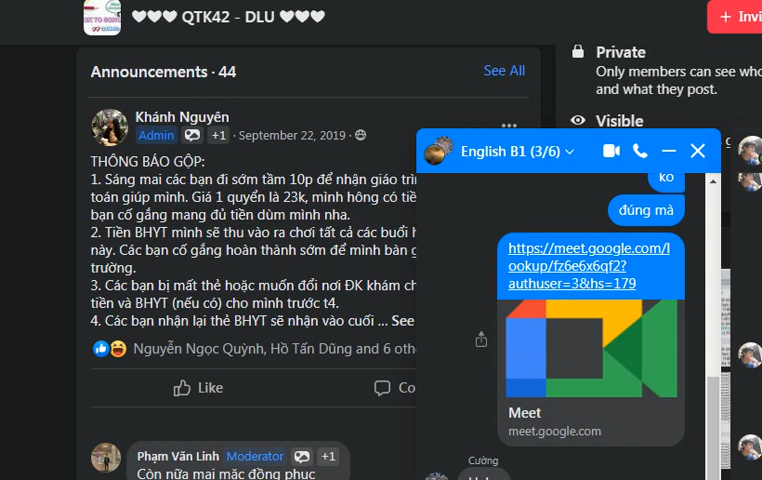 QTK42 - DLU
+ Invi
Announcements · 44
See All
Khánh Nguyên
Admin +1 · September 22, 2019 ·
THÔNG BÁO GỘP:
1. Sáng mai các bạn đi sớm tầm 10p để nhận giáo trì
toán giúp mình. Giá 1 quyển là 23k, mình hông có tiề
bạn cố gắng mang đủ tiền dùm mình nha.
2. Tiền BHYT mình sẽ thu vào ra chơi tất cả các buổi h
này. Các bạn cố gắng hoàn thành sớm để mình bàn g
trường.
3. Các bạn bị mất thẻ hoặc muốn đổi nơi ĐK khám ch
tiền và BHYT (nếu có) cho mình trước t4.
4. Các bạn nhận lại thẻ BHYT sẽ nhận vào cuối ... See
Nguyễn Ngọc Quỳnh, Hồ Tấn Dũng and 6 othe
Like
Co
Phạm Văn Linh Moderator +1
Còn nữa mai mặc đồng phục
Private
Only members can see who
and what they post.
Visible
English B1 (3/6)
ko
đúng mà
https://meet.google.com/l
ookup/fz6e6x6qf2?
authuser=3&hs=179
Meet
meet.google.com
Cường